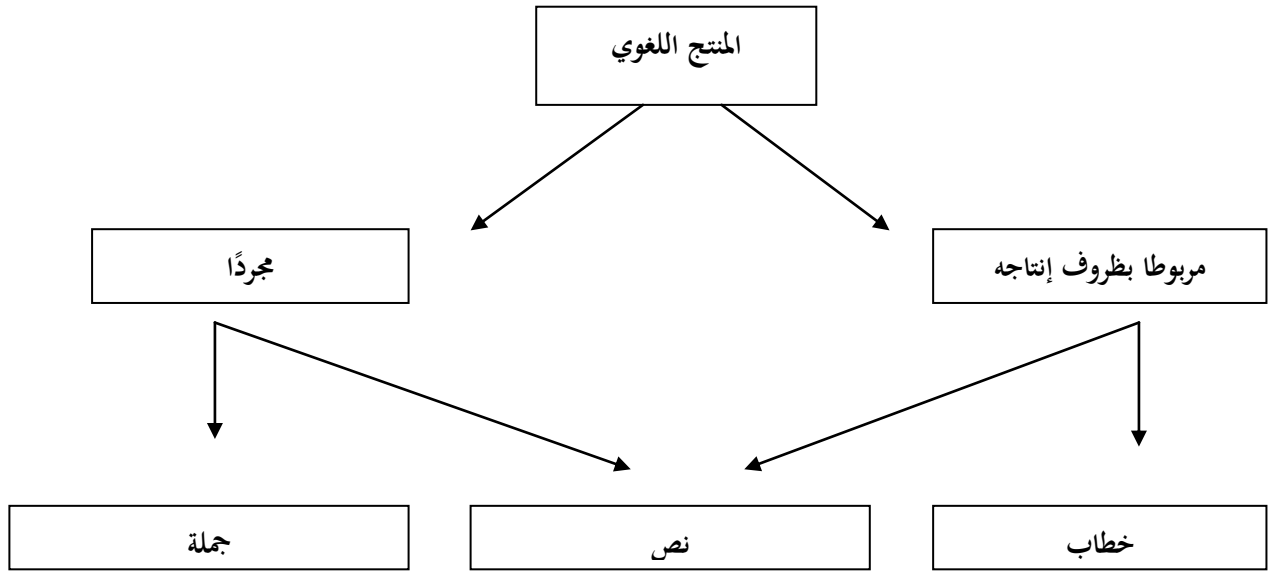 المنتج اللغوي
مربوطا بظروف إنتاجه
مجردًا
خطاب
نص
جملة